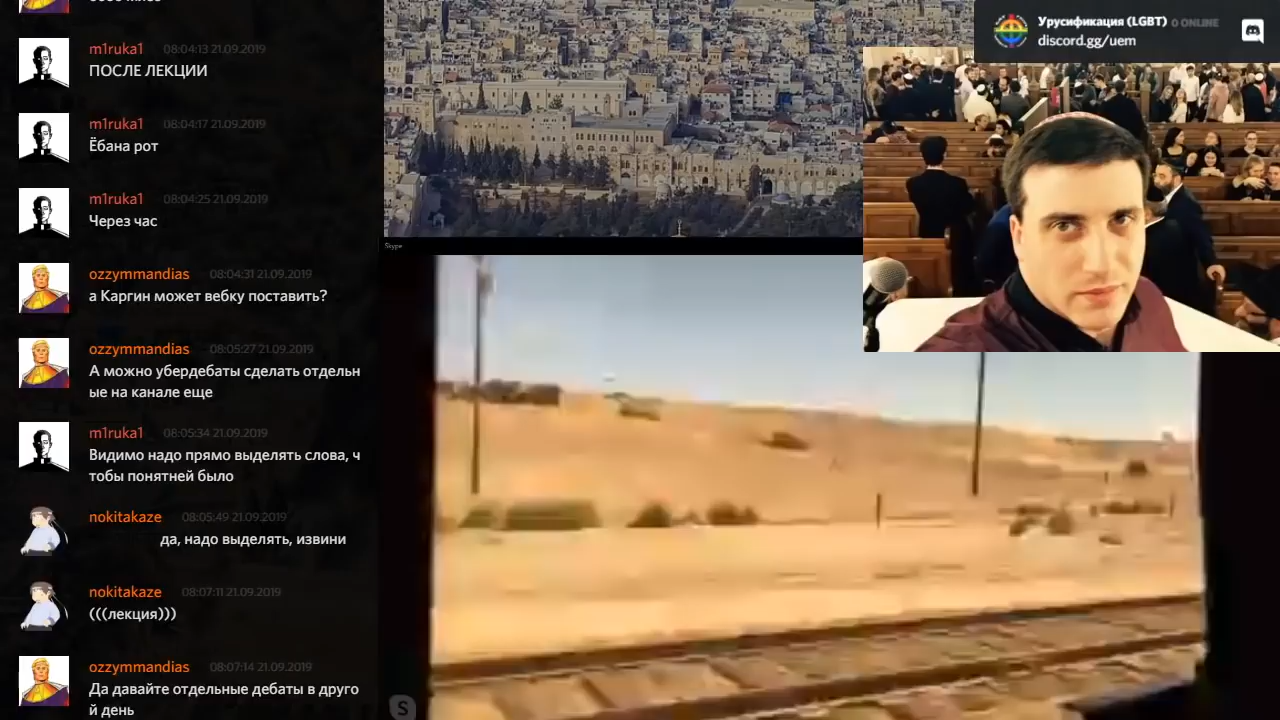 m1ruka1 08:04:13 21.09.2019
ПОСЛЕ ЛЕКЦИИ
m1ruka1 08:04:17 21.09.2019
Ёбана рот
m1ruka1 08:04:25 21.09.2019
Через час
ozzymmandias 08:04:31 21.09.2019
а Каргин может вебку поставить?
ozzymmandias 08:05:27 21.09.2019
А можно убердебаты сделать отдельн
ые на канале еще
m1ruka1 08:05:34 21.09.2019
Видимо надо прямо выделять слова, ч
тобы понятней было
nokitakaze 08:05:49 21.09.2019
да, надо выделять, извини
nokitakaze 08:07:11 21.09.2019
(((лекция)))
ozzymmandias 08:07:14 21.09.2019
Да давайте отдельные дебаты в друго
й день
Skype
S
Урусификация (LGBT) 0 ONLINE
discord.gg/uem